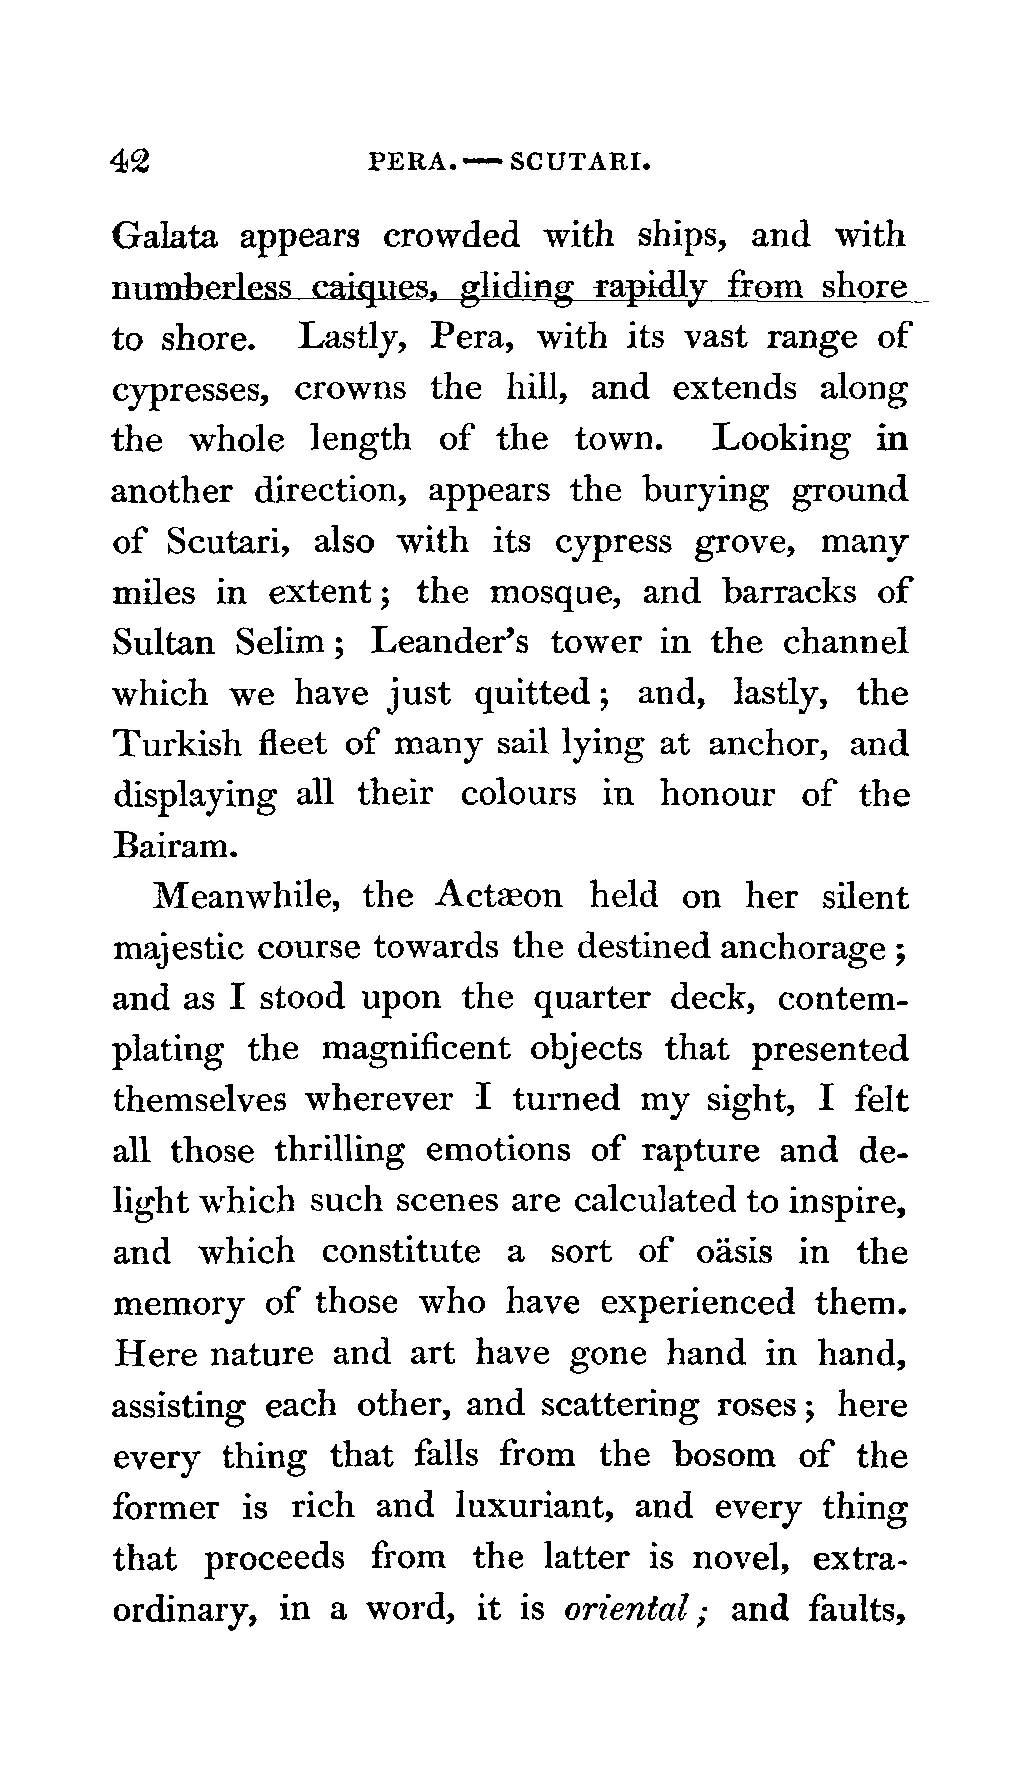 42 PERA.—SCUTARI.
Galata appears crowded with ships, and with
numberless caiques, gliding rapidly from shore
to shore. Lastly, Pera, with its vast range of
cypresses, crowns the hill, and extends along
the whole length of the town. Looking in
another direction, appears the burying ground
of Scutari, also with its cypress grove, many
miles in extent; the mosque, and barracks of
Sultan Selim; Leander's tower in the channel
which we have just quitted; and, lastly, the
Turkish fleet of many sail lying at anchor, and
displaying all their colours in honour of the
Bairam.
Meanwhile, the Actæon held on her silent
majestic course towards the destined anchorage;
and as I stood upon the quarter deck, contem-
plating the magnificent objects that presented
themselves wherever I turned my sight, I felt
all those thrilling emotions of rapture and de-
light which such scenes are calculated to inspire,
and which constitute a sort of oäsis in the
memory of those who have experienced them.
Here nature and art have gone hand in hand,
assisting each other, and scattering roses; here
every thing that falls from the bosom of the
former is rich and luxuriant, and every thing
that proceeds from the latter is novel, extra-
ordinary, in a word, it is oriental; and faults,